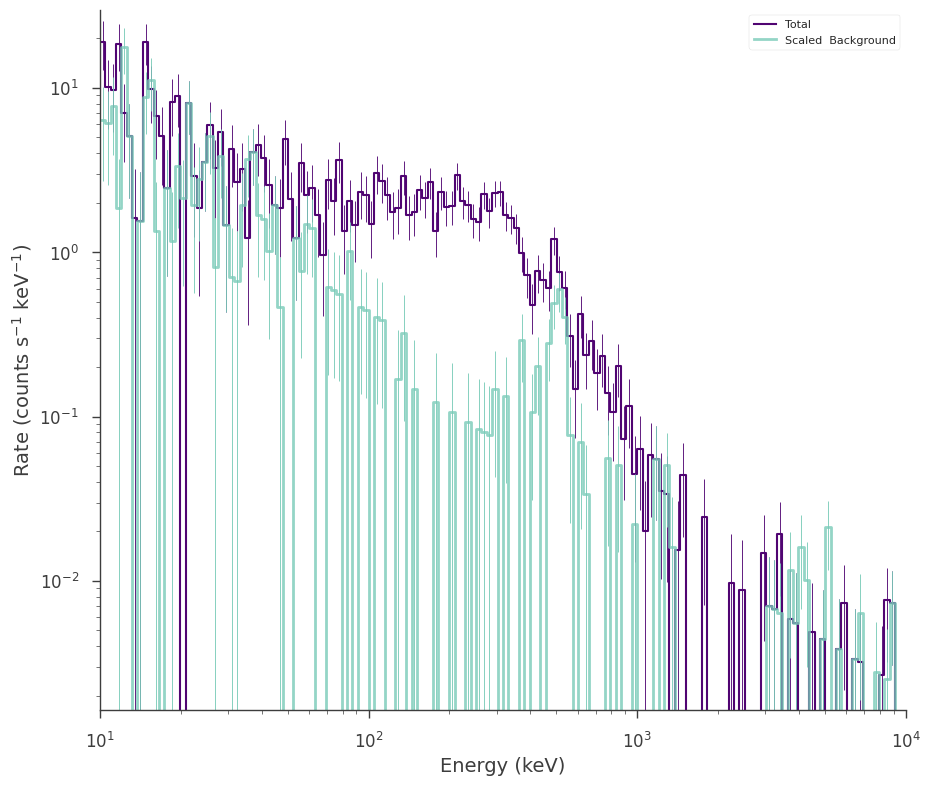 Total
Scaled  Background
10¹
10⁰
10⁻¹
10⁻²
Rate (counts s⁻¹ keV⁻¹)
10¹
10²
10³
10⁴
Energy (keV)